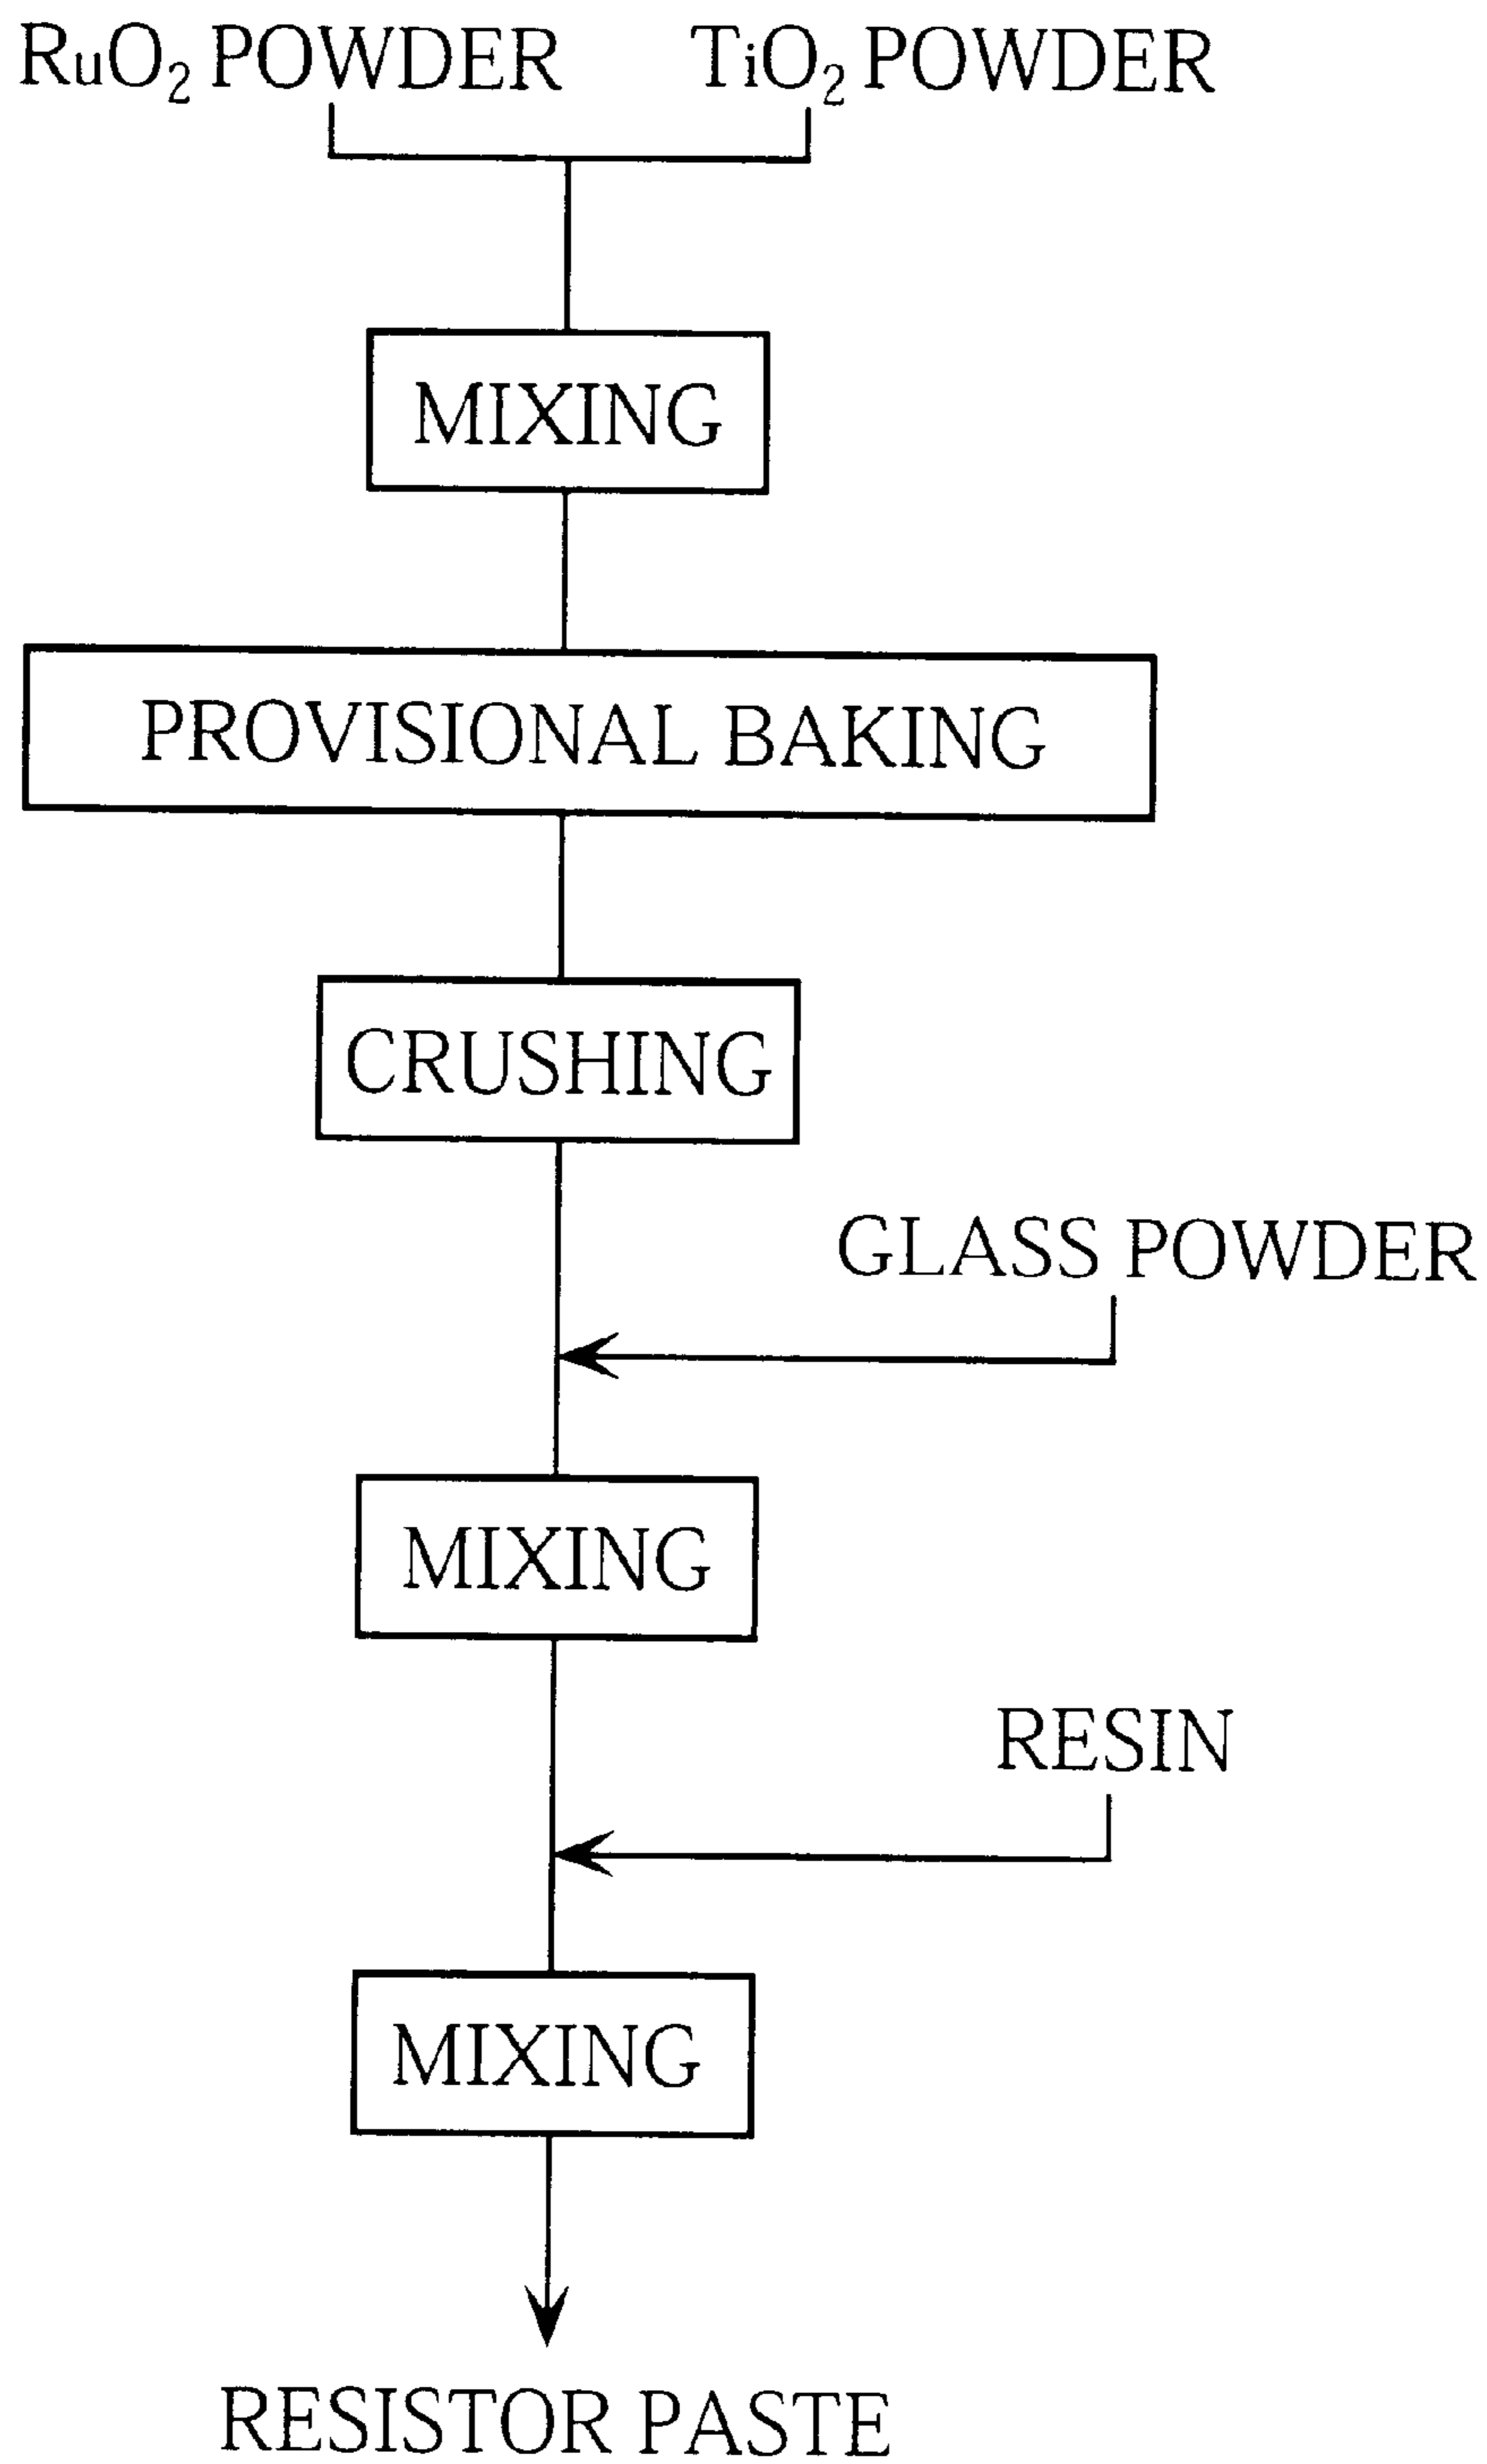 RuO₂ POWDER TiO₂ POWDER
MIXING
PROVISIONAL BAKING
CRUSHING
GLASS POWDER
MIXING
RESIN
MIXING
RESISTOR PASTE